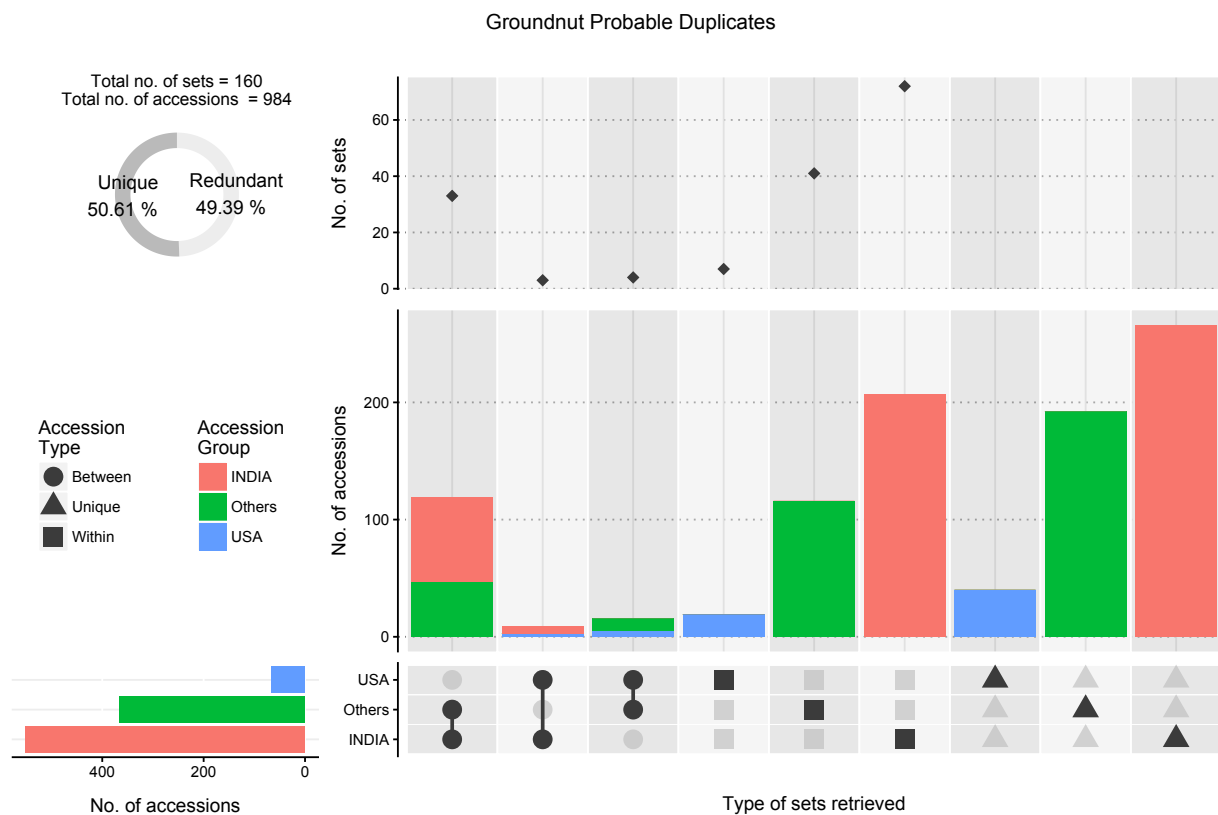 Groundnut Probable Duplicates
Total no. of sets = 160
Total no. of accessions  = 984
Unique
50.61 %
Redundant
49.39 %
No. of sets
60
40
20
0
No. of accessions
200
100
0
Accession
Type
Between
Unique
Within
Accession
Group
INDIA
Others
USA
USA
Others
INDIA
400
200
0
No. of accessions
Type of sets retrieved